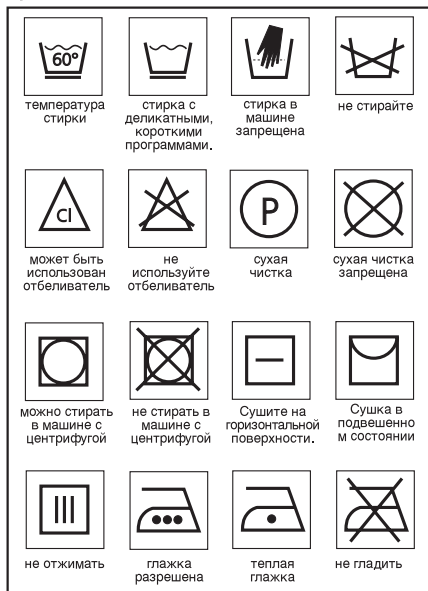 60°
температура
стирки
стирка с
деликатными,
короткими
программами.
стирка в
машине
запрещена
не стирайте
Cl
может быть
использован
отбеливатель
не
используйте
отбеливатель
P
сухая
чистка
сухая чистка
запрещена
можно стирать
в машине с
центрифугой
не стирать в
машине с
центрифугой
Сушите на
горизонтальной
поверхности.
Сушка в
подвешенно
м состоянии
не отжимать
глажка
разрешена
теплая
глажка
не гладить